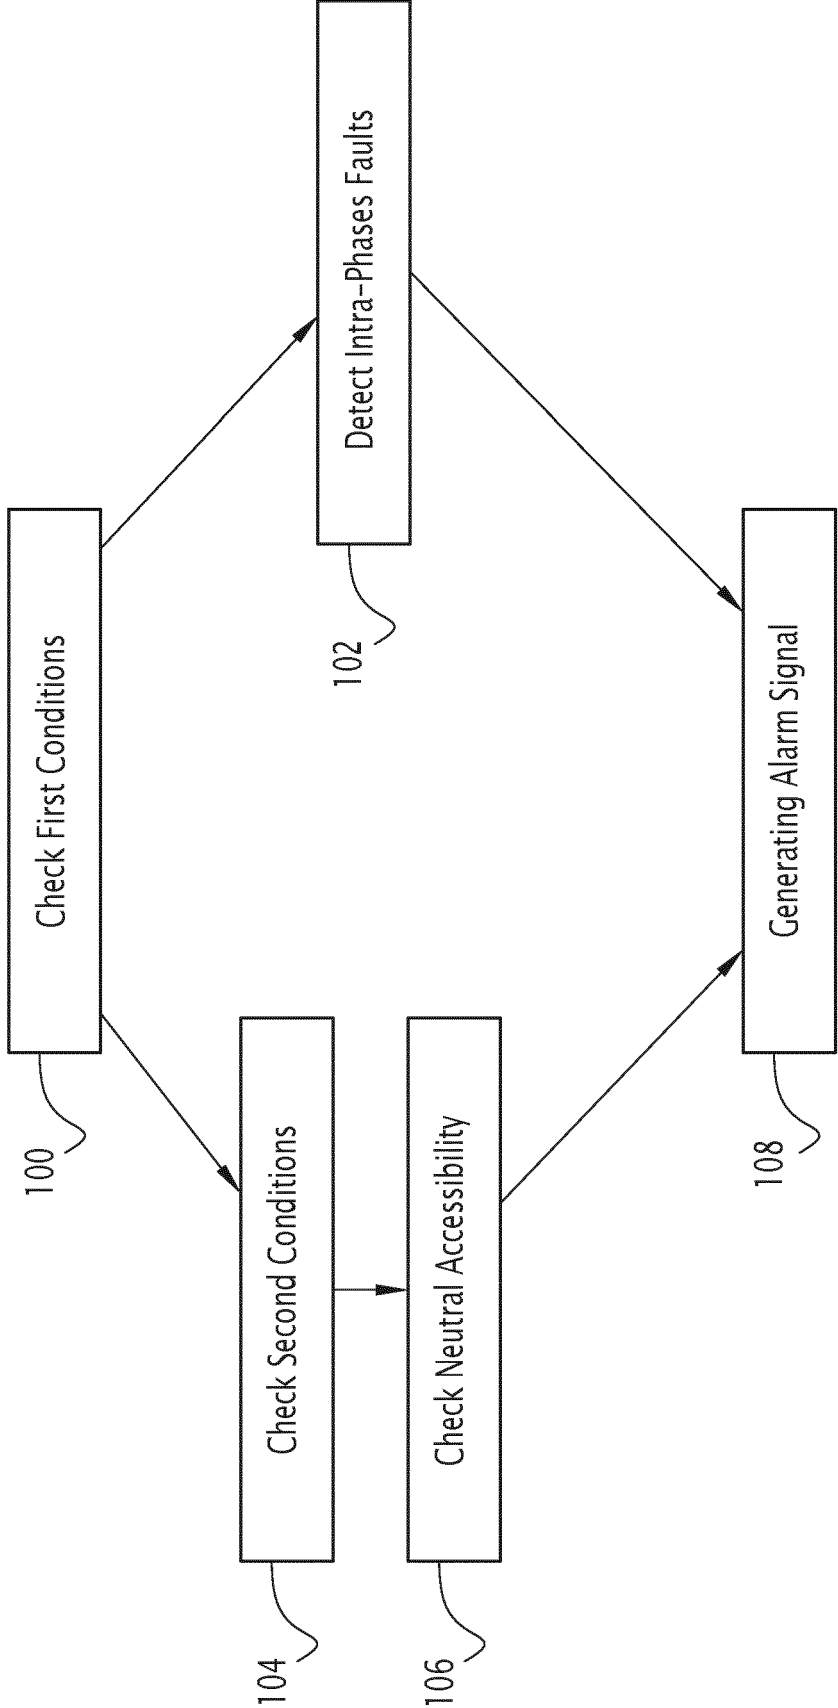 100
Check First Conditions
104
Check Second Conditions
102
Detect Intra-Phases Faults
106
Check Neutral Accessibility
108
Generating Alarm Signal